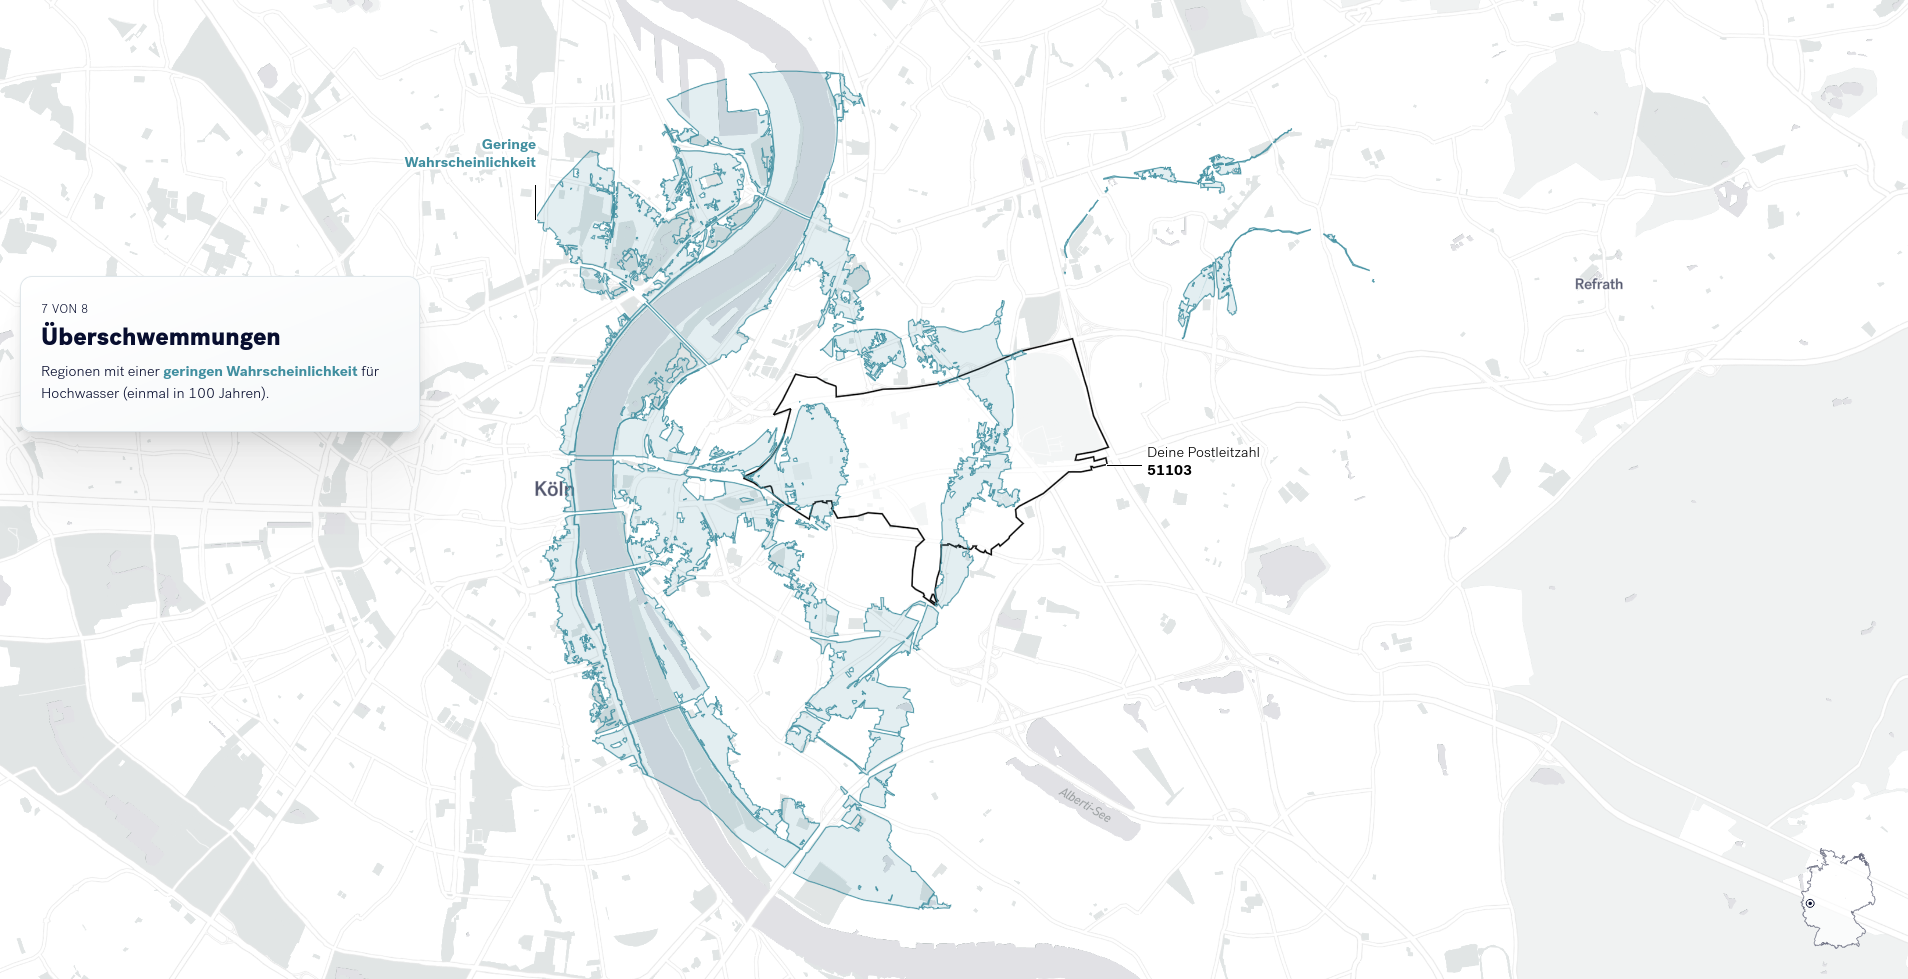 Geringe
Wahrscheinlichkeit
7 VON 8
Überschwemmungen
Regionen mit einer geringen Wahrscheinlichkeit für
Hochwasser (einmal in 100 Jahren).
Refrath
Deine Postleitzahl
51103
Köln
Alberti-See